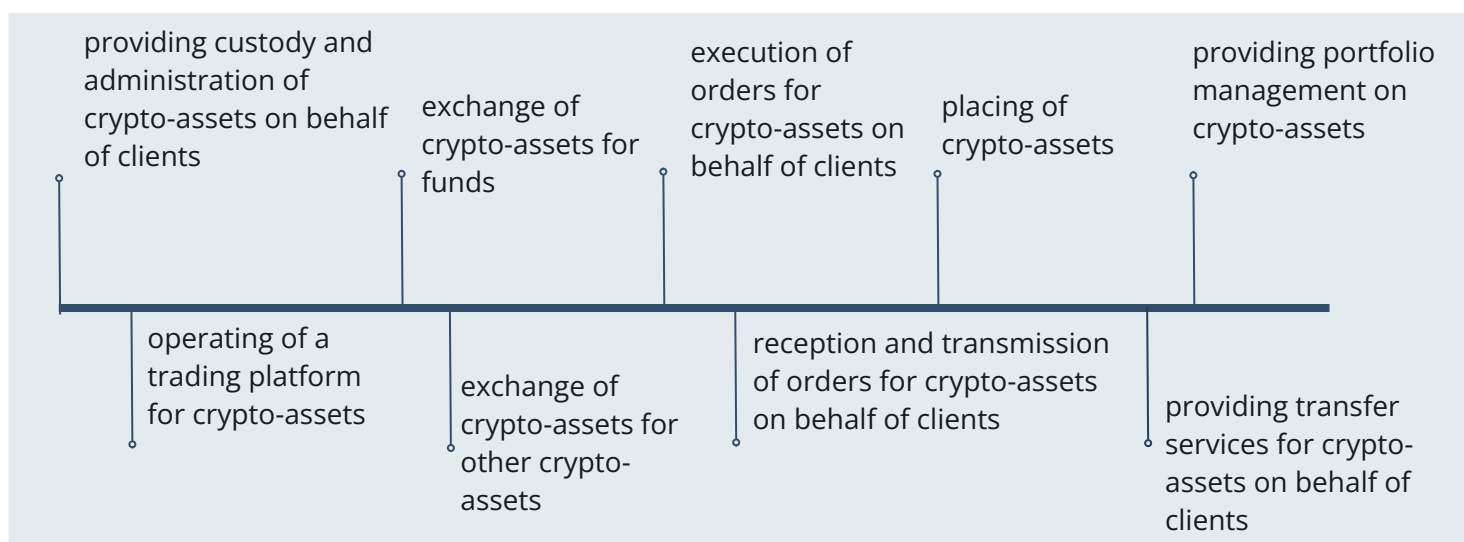 providing custody and
administration of
crypto-assets on behalf
of clients
exchange of
crypto-assets for
funds
execution of
orders for
crypto-assets on
behalf of clients
placing of
crypto-assets
providing portfolio
management on
crypto-assets
operating of a
trading platform
for crypto-assets
exchange of
crypto-assets for
other crypto-
assets
reception and transmission
of orders for crypto-assets
on behalf of clients
providing transfer
services for crypto-
assets on behalf of
clients